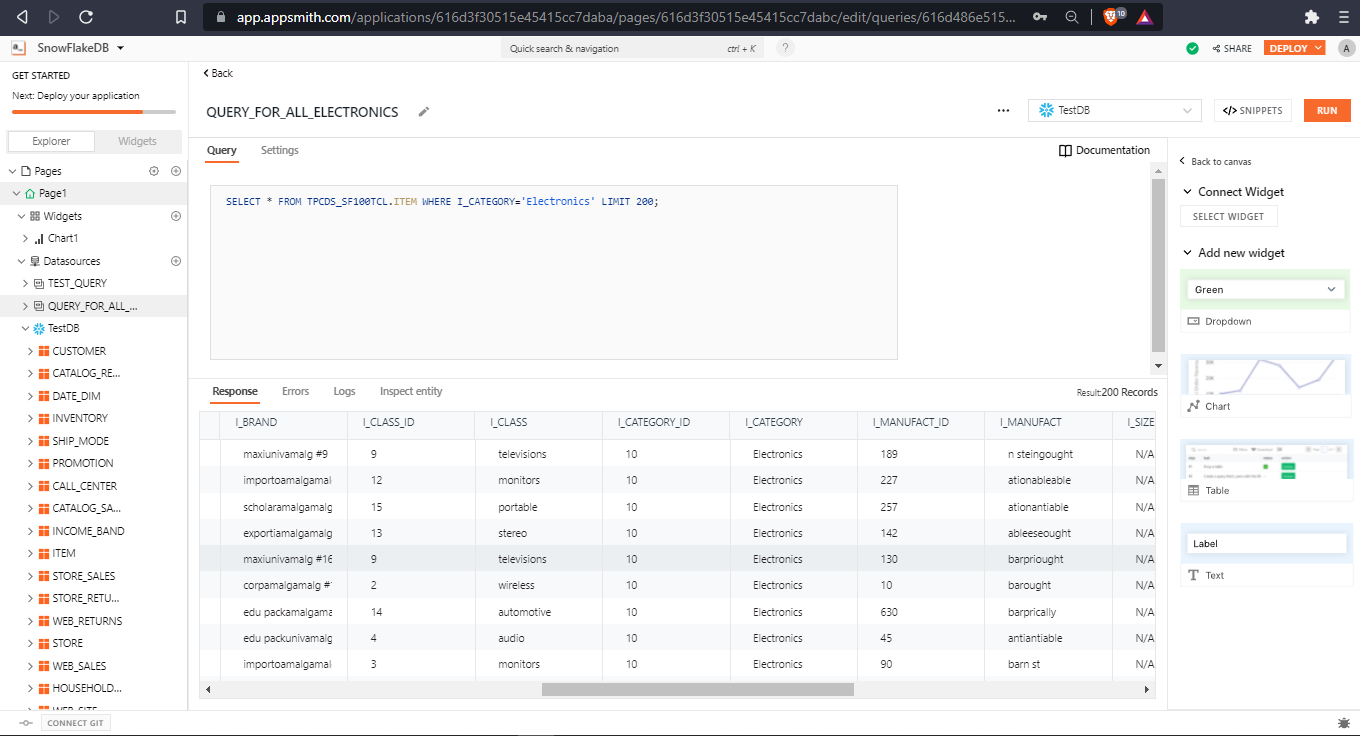 app.appsmith.com/applications/616d3f30515e45415cc7daba/pages/616d3f30515e45415cc7dabc/edit/queries/616d486e515...
10
SnowFlakeDB
Quick search & navigation
ctrl + K
?
SHARE
DEPLOY
A
GET STARTED
Next: Deploy your application
Explorer
Widgets
Pages
Page1
Widgets
Chart1
Datasources
TEST_QUERY
QUERY_FOR_ALL_...
TestDB
CUSTOMER
CATALOG_RE...
DATE_DIM
INVENTORY
SHIP_MODE
PROMOTION
CALL_CENTER
CATALOG_SA...
INCOME_BAND
ITEM
STORE_SALES
STORE_RETU...
WEB_RETURNS
STORE
WEB_SALES
HOUSEHOLD...
WEB_SITE
CONNECT GIT
Back
QUERY_FOR_ALL_ELECTRONICS
TestDB
</> SNIPPETS
RUN
Query
Settings
Documentation
SELECT * FROM TPCDS_SF100TCL.ITEM WHERE I_CATEGORY='Electronics' LIMIT 200;
Response
Errors
Logs
Inspect entity
Result:200 Records
I_BRAND I_CLASS_ID I_CLASS I_CATEGORY_ID I_CATEGORY I_MANUFACT_ID I_MANUFACT I_SIZE
maxiunivamalg #9 9 televisions 10 Electronics 189 n steingought N/A
importoamalgamal 12 monitors 10 Electronics 227 ationableable N/A
scholaramalgamalg 15 portable 10 Electronics 257 ationantiable N/A
exportiamalgamalg 13 stereo 10 Electronics 142 ableeseought N/A
maxiunivamalg #16 9 televisions 10 Electronics 130 barpriought N/A
corpamalgamalg # 2 wireless 10 Electronics 10 barought N/A
edu packamalgama 14 automotive 10 Electronics 630 barprically N/A
edu packunivamalg 4 audio 10 Electronics 45 antiantiable N/A
importoamalgamal 3 monitors 10 Electronics 90 barn st N/A
Back to canvas
Connect Widget
SELECT WIDGET
Add new widget
Green
Dropdown
Chart
Table
Label
Text